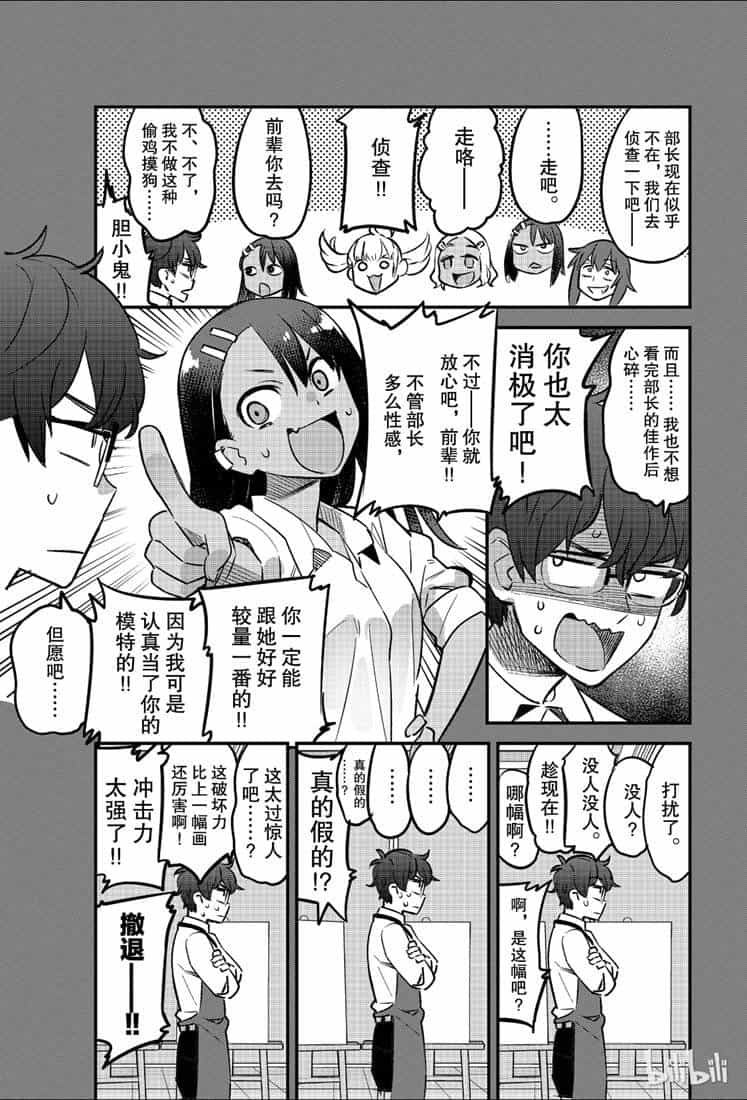 部长现在似乎
不在，我们去
侦查一下吧——
……走吧。
走咯——
侦查!!
前辈你去吗？
不、不了，
我不做这种
偷鸡摸狗……
胆小鬼!!
而且……我也不想
看完部长的佳作后
心碎……
你也太
消极了吧！
不过——你就
放心吧，前辈!!
不管部长
多么性感，
你一定能
跟她好好
较量一番的!!
因为我可是
认真当了你的
模特的!!
但愿吧……
打扰了。
没人？
没人没人。
趁现在!!
哪幅啊？
啊，是这幅吧？
……
……
……
真的假的
……？
真的假的!?
这太过惊人
了吧……？
这破坏力
比上一幅画
还厉害啊！
冲击力
太强了!!
撤退
——!!
bilibili